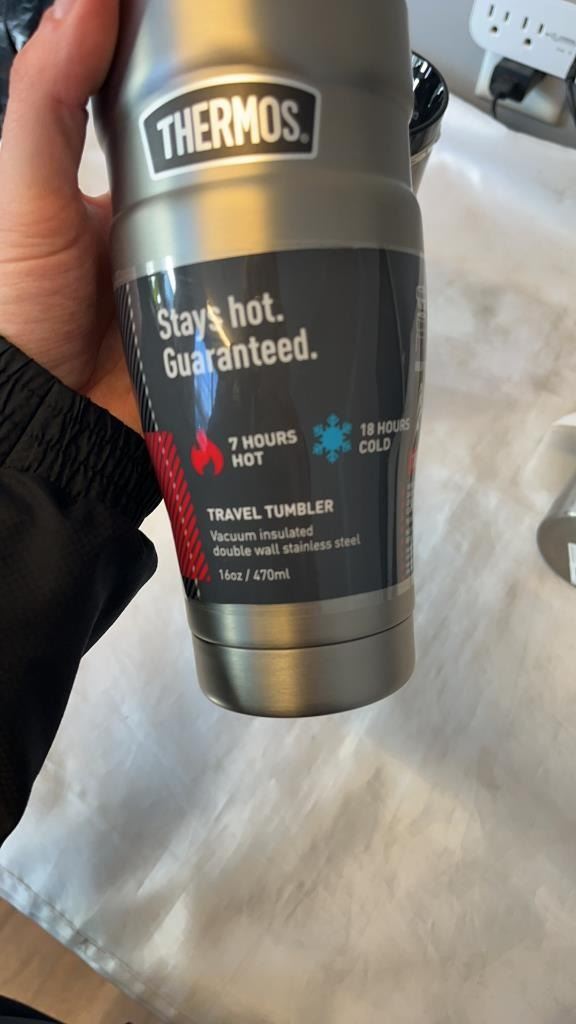 THERMOS®
Stays hot.
Guaranteed.
7 HOURS
HOT
18 HOURS
COLD
TRAVEL TUMBLER
Vacuum insulated
double wall stainless steel
16oz / 470ml